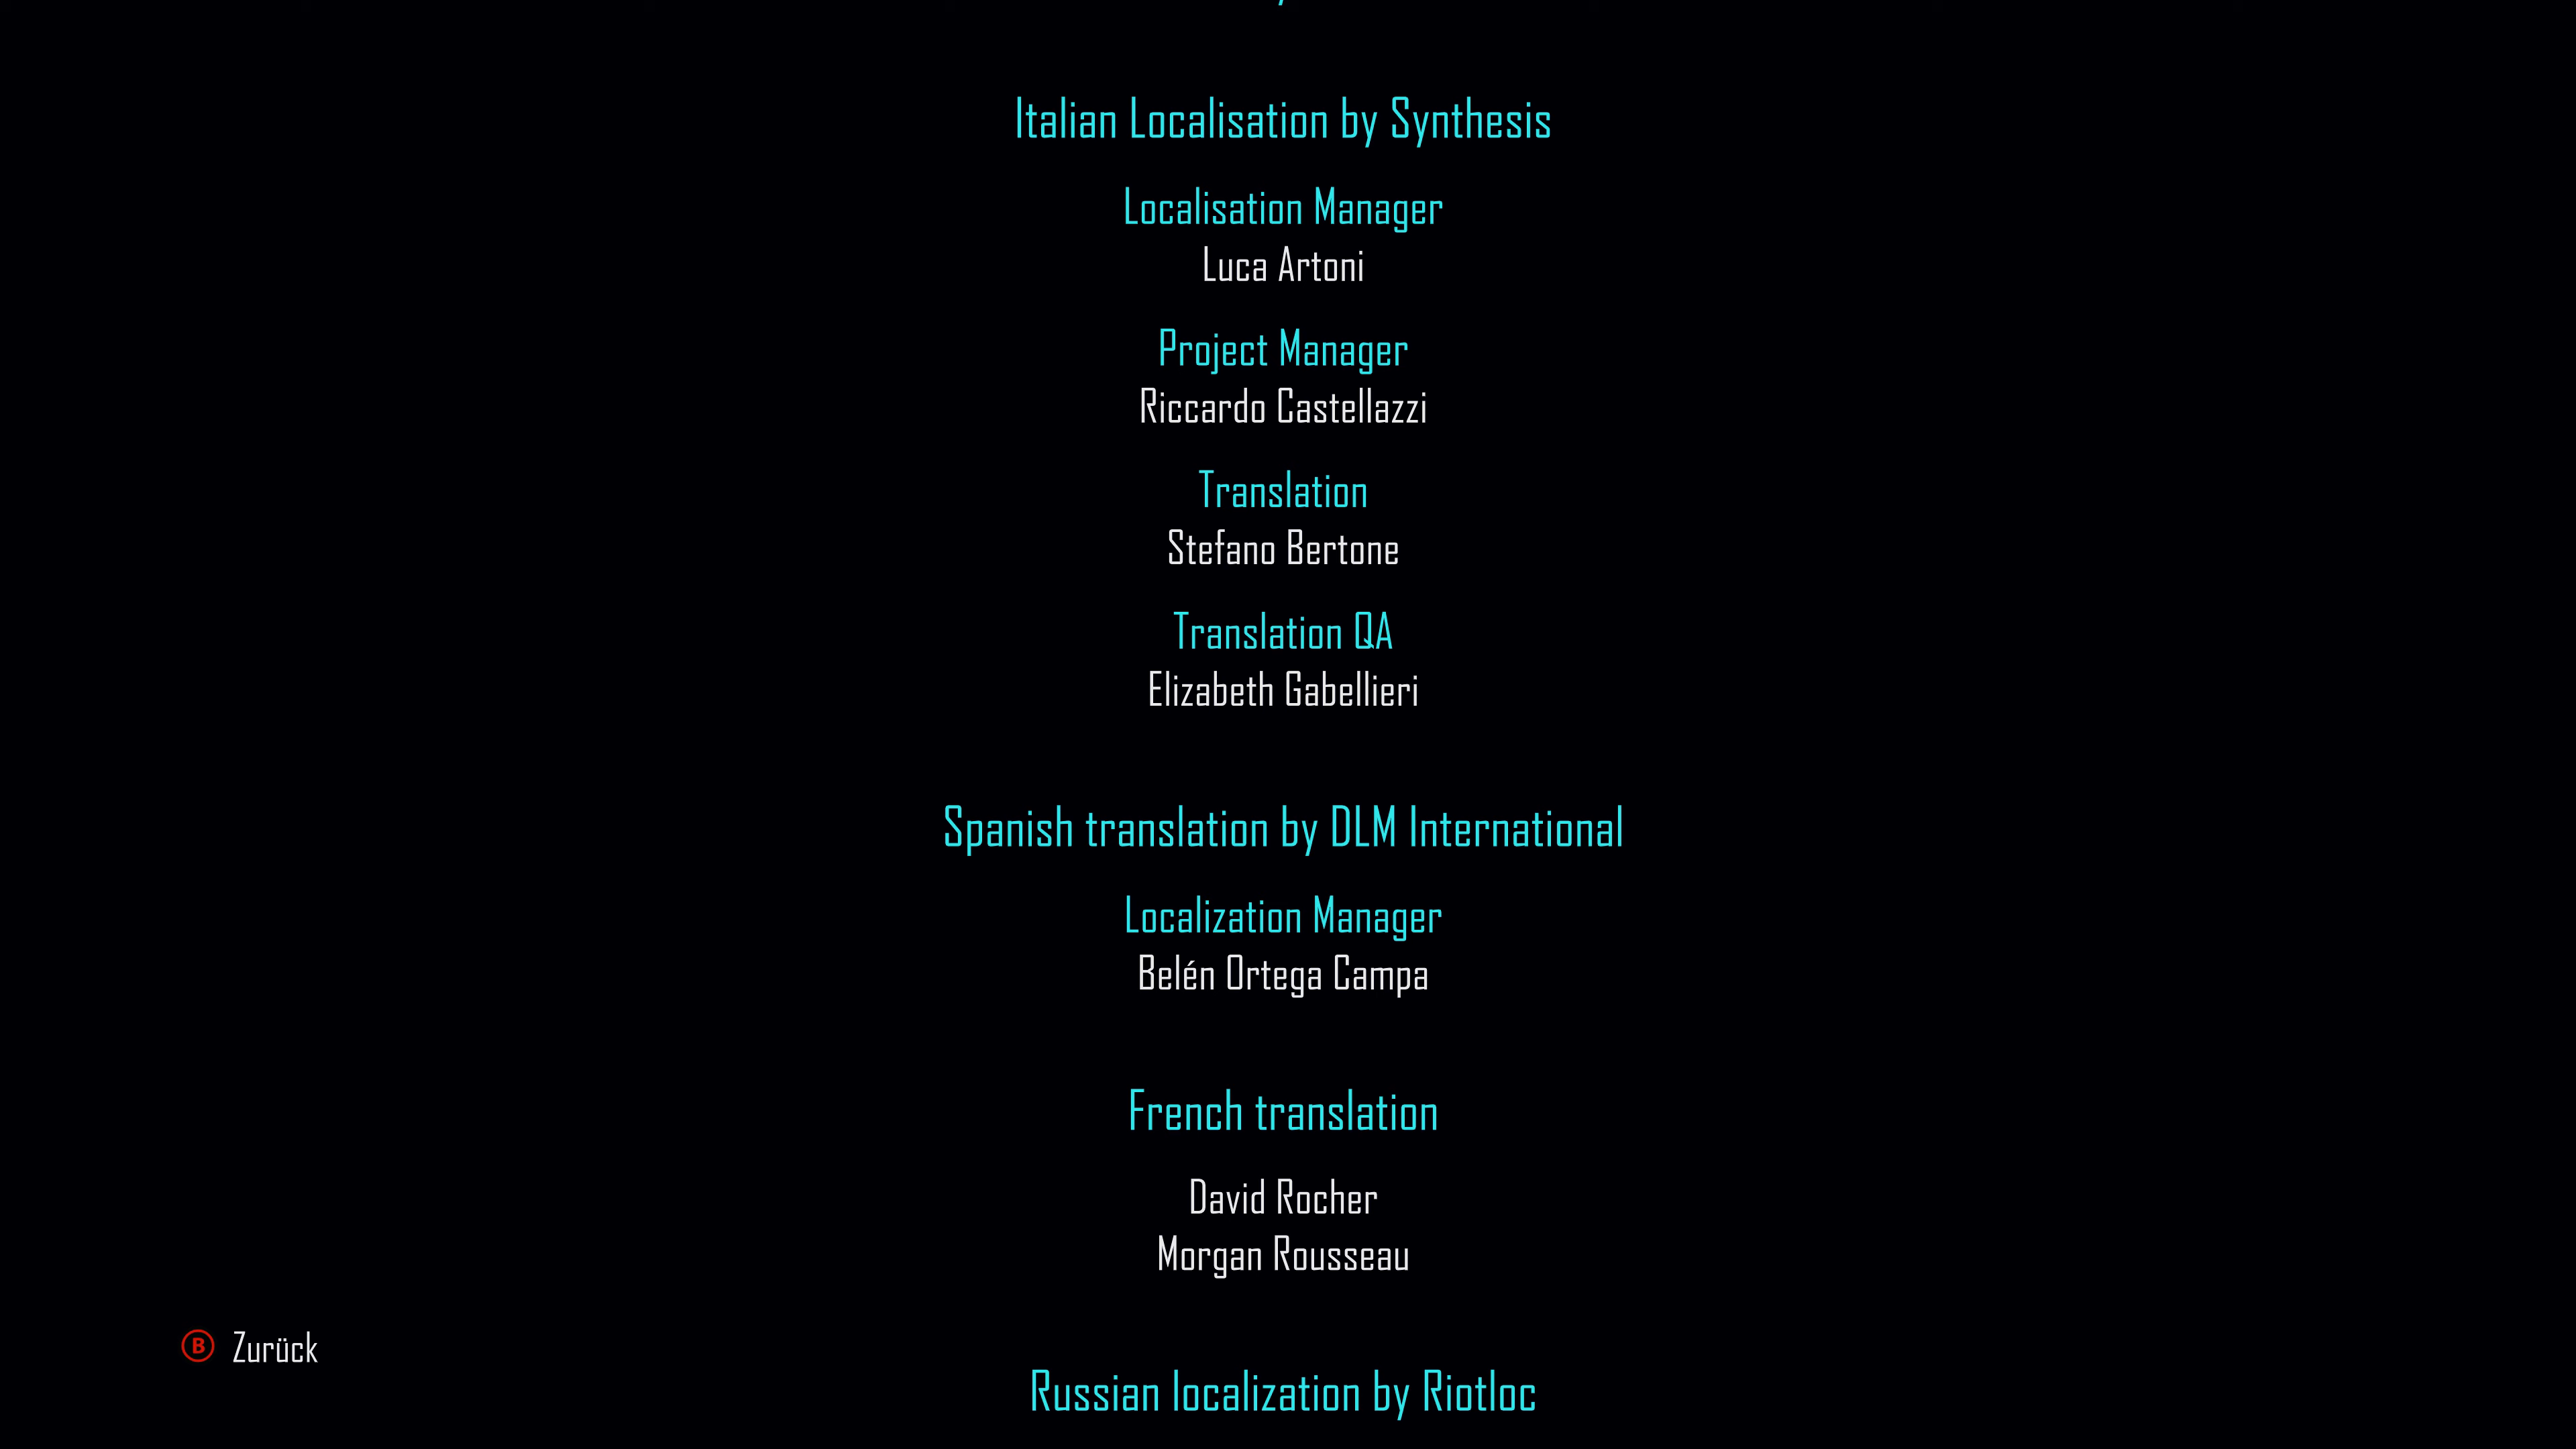 Italian Localisation by Synthesis
Localisation Manager
Luca Artoni
Project Manager
Riccardo Castellazzi
Translation
Stefano Bertone
Translation QA
Elizabeth Gabellieri
Spanish translation by DLM International
Localization Manager
Belén Ortega Campa
French translation
David Rocher
Morgan Rousseau
B Zurück
Russian localization by Riotloc